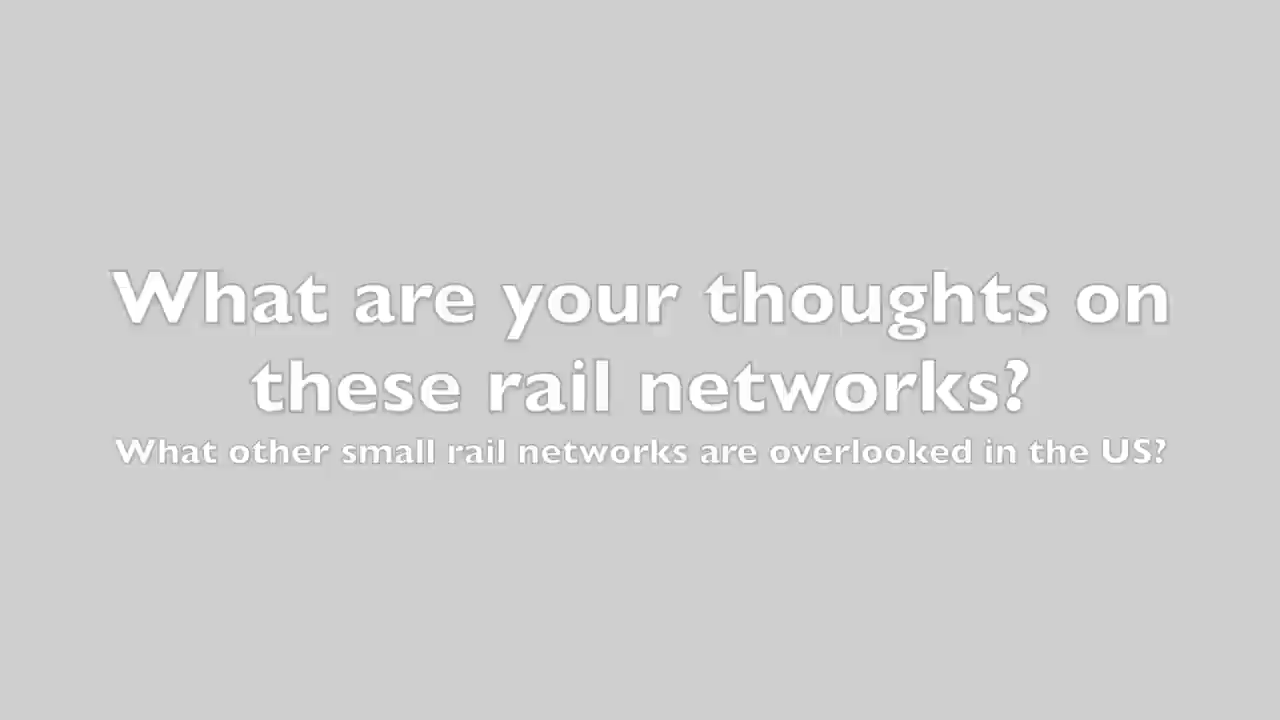 What are your thoughts on
these rail networks?
What other small rail networks are overlooked in the US?